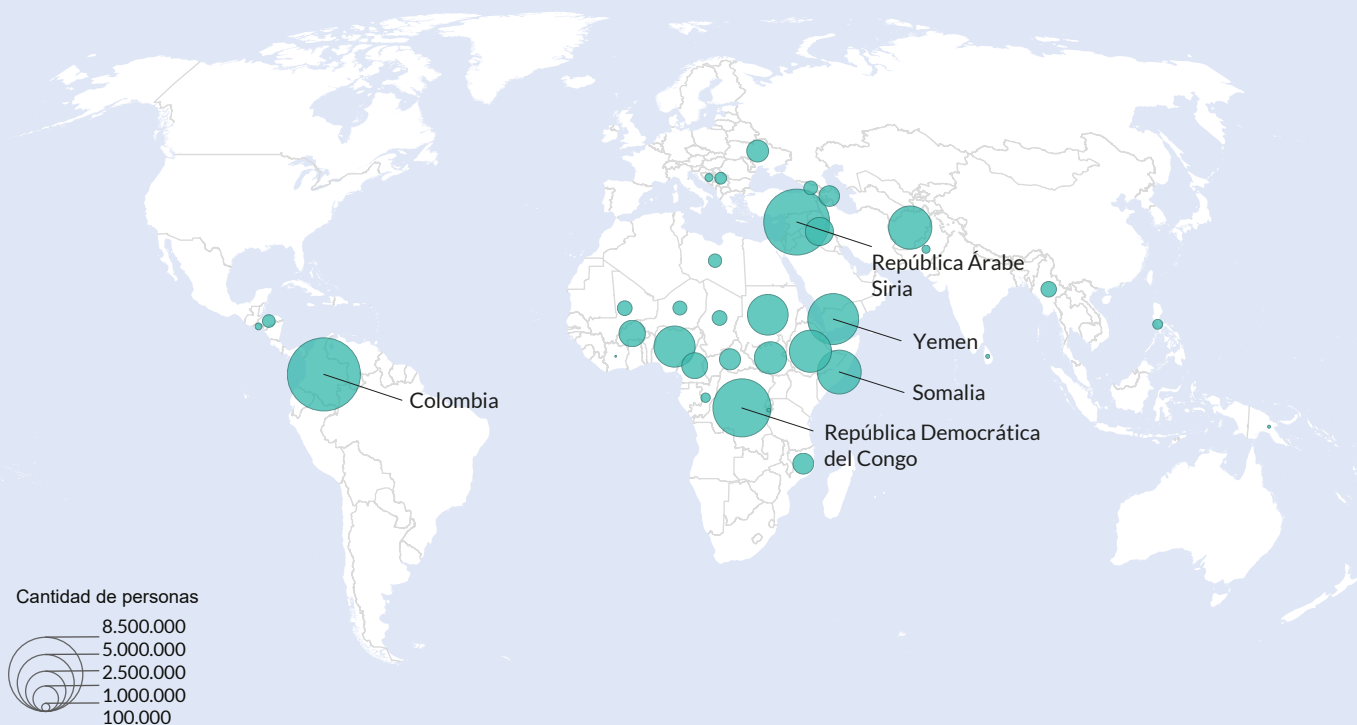 República Árabe
Siria
Yemen
Somalia
Colombia
República Democrática
del Congo
Cantidad de personas
8.500.000
5.000.000
2.500.000
1.000.000
100.000